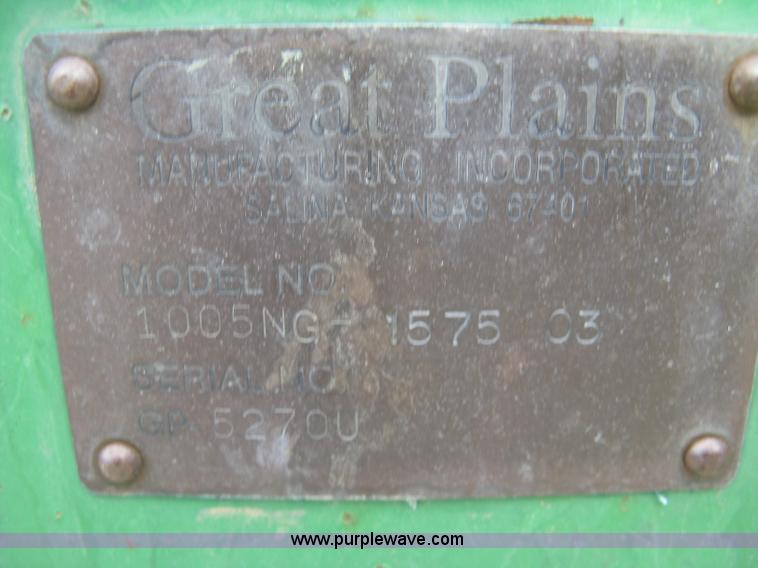 Great Plains
MANUFACTURING INCORPORATED
SALINA, KANSAS 67401
MODEL NO.
1005NG- 1575 03
SERIAL NO.
GP 5270U
www.purplewave.com